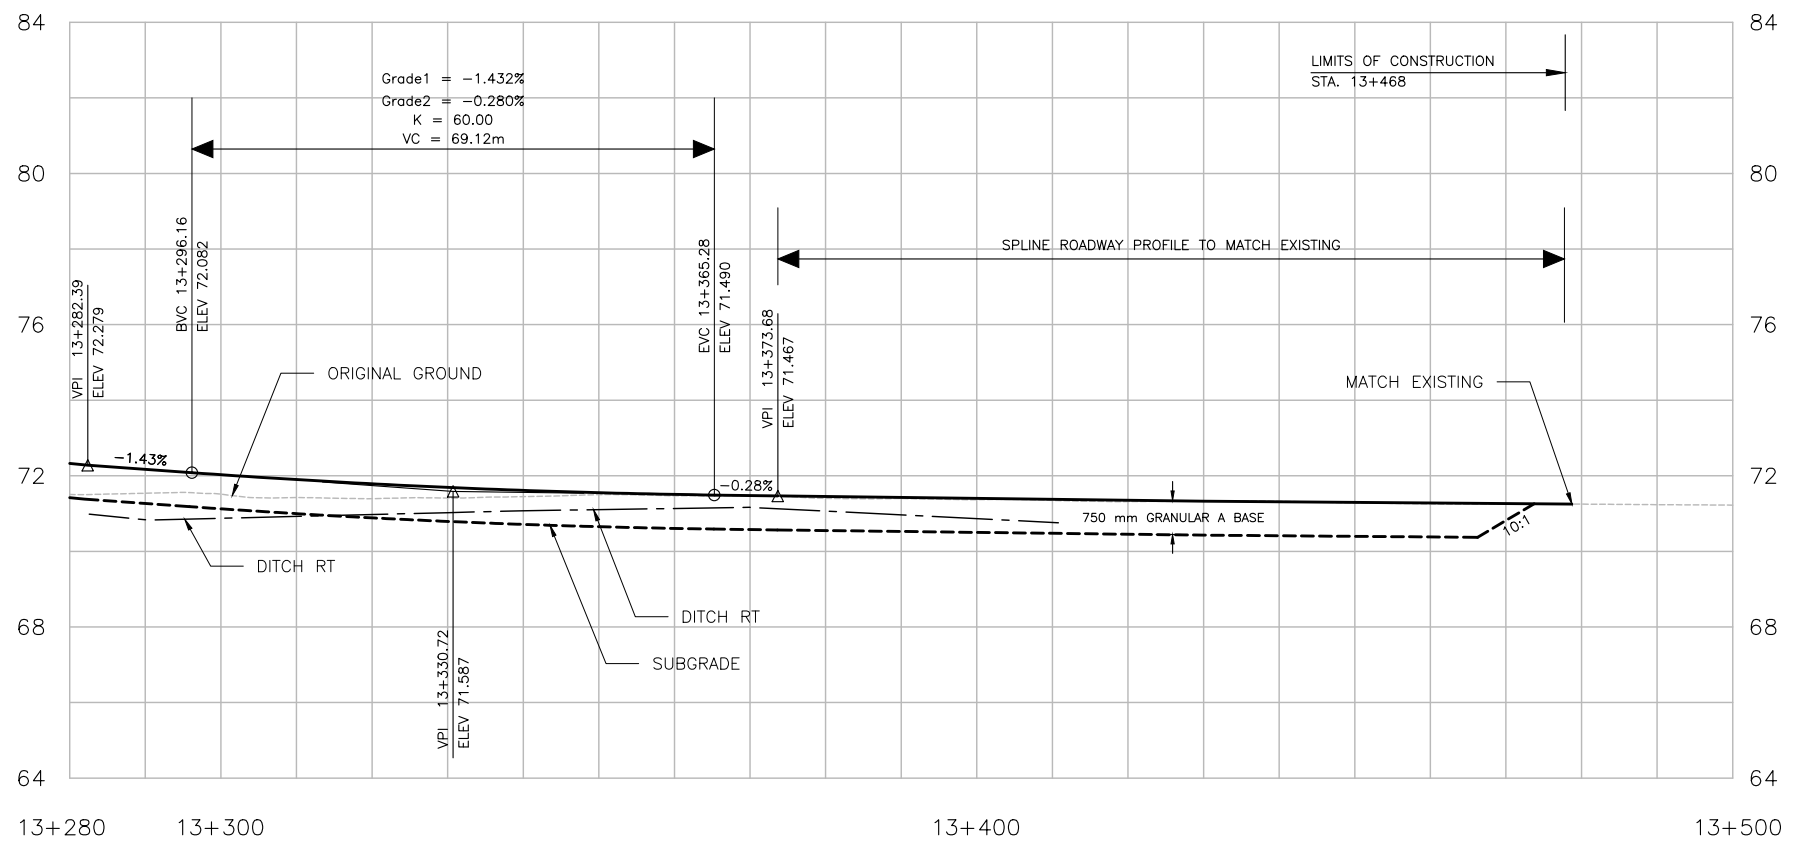 84
84
LIMITS OF CONSTRUCTION
STA. 13+468
Grade1 = -1.432%
Grade2 = -0.280%
K = 60.00
VC = 69.12m
80
80
BVC 13+296.16
ELEV 72.082
EVC 13+365.28
ELEV 71.490
SPLINE ROADWAY PROFILE TO MATCH EXISTING
VPI 13+282.39
ELEV 72.279
VPI 13+373.68
ELEV 71.467
76
76
ORIGINAL GROUND
MATCH EXISTING
72
-1.43%
-0.28%
72
750 mm GRANULAR A BASE
10:1
DITCH RT
DITCH RT
SUBGRADE
68
68
VPI 13+330.72
ELEV 71.587
64
64
13+280
13+300
13+400
13+500